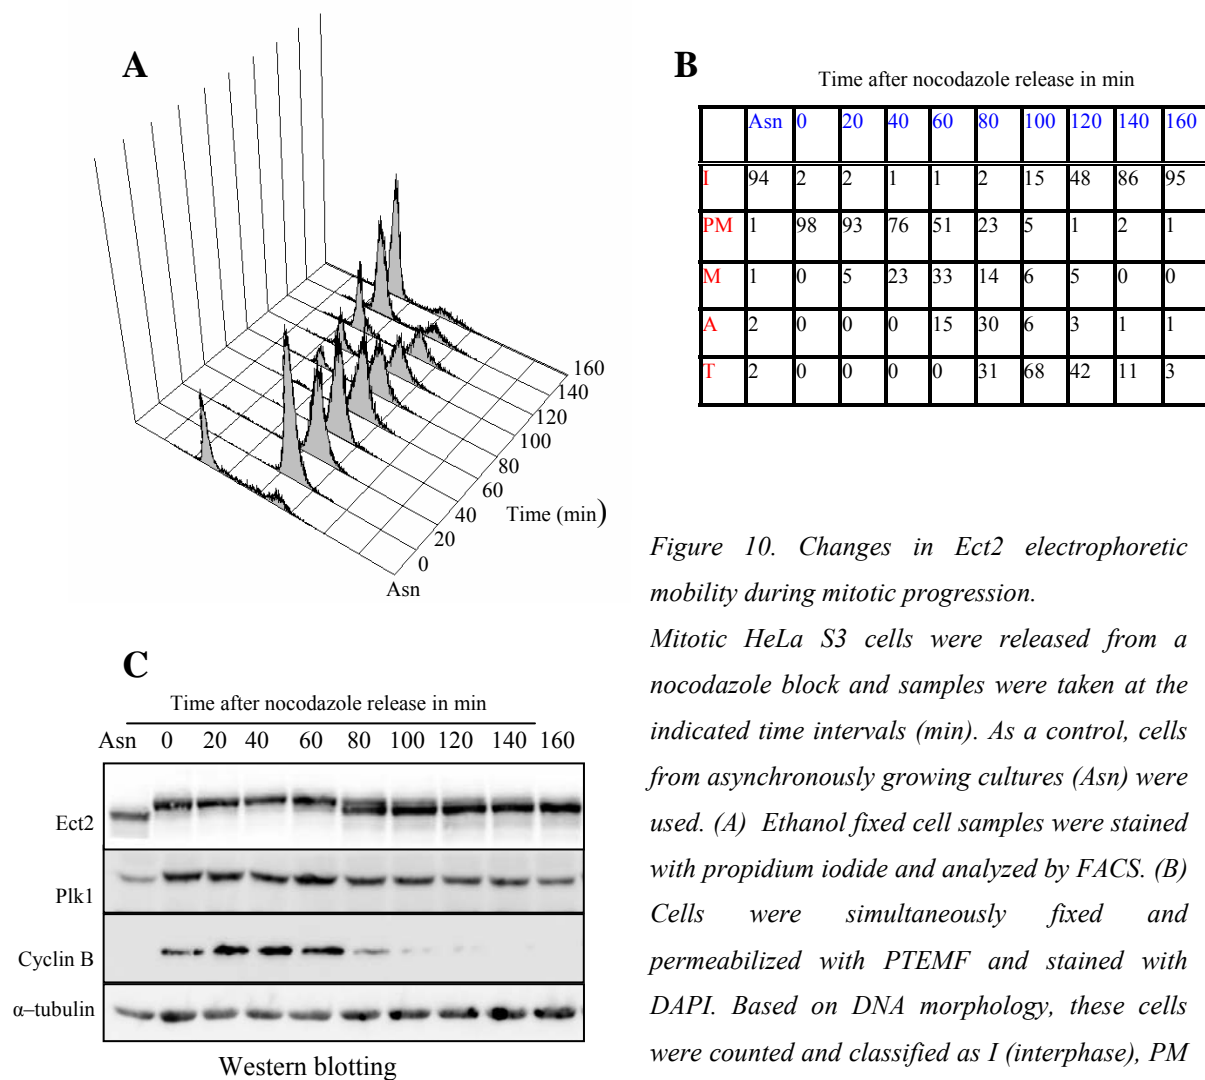 A
160
140
120
100
80
60
40
20
0
Asn
Time (min)
B
Time after nocodazole release in min
Asn 0 20 40 60 80 100 120 140 160
I 94 2 2 1 1 2 15 48 86 95
PM 1 98 93 76 51 23 5 1 2 1
M 1 0 5 23 33 14 6 5 0 0
A 2 0 0 0 15 30 6 3 1 1
T 2 0 0 0 0 31 68 42 11 3
C
Time after nocodazole release in min
Asn 0 20 40 60 80 100 120 140 160
Ect2
Plk1
Cyclin B
α−tubulin
Western blotting
Figure 10. Changes in Ect2 electrophoretic
mobility during mitotic progression.
Mitotic HeLa S3 cells were released from a
nocodazole block and samples were taken at the
indicated time intervals (min). As a control, cells
from asynchronously growing cultures (Asn) were
used. (A) Ethanol fixed cell samples were stained
with propidium iodide and analyzed by FACS. (B)
Cells were simultaneously fixed and
permeabilized with PTEMF and stained with
DAPI. Based on DNA morphology, these cells
were counted and classified as I (interphase), PM